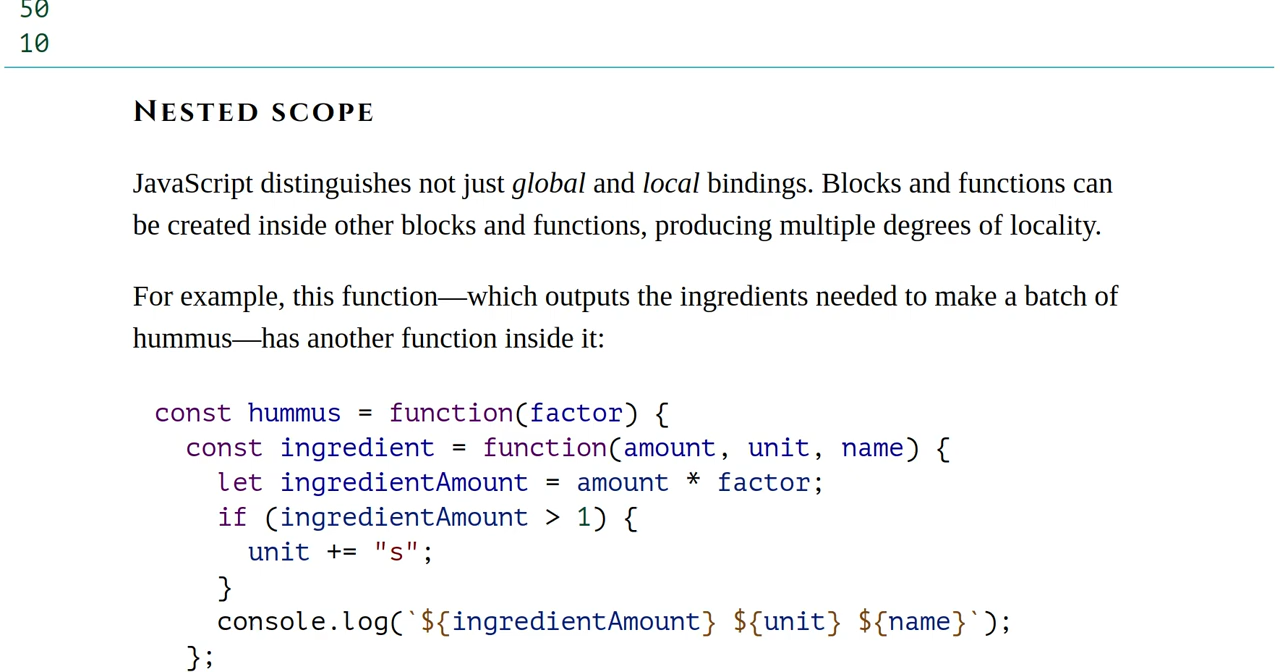 50
10
Nested scope
JavaScript distinguishes not just global and local bindings. Blocks and functions can
be created inside other blocks and functions, producing multiple degrees of locality.
For example, this function—which outputs the ingredients needed to make a batch of
hummus—has another function inside it:
const hummus = function(factor) {
  const ingredient = function(amount, unit, name) {
    let ingredientAmount = amount * factor;
    if (ingredientAmount > 1) {
      unit += "s";
    }
    console.log(`${ingredientAmount} ${unit} ${name}`);
  };